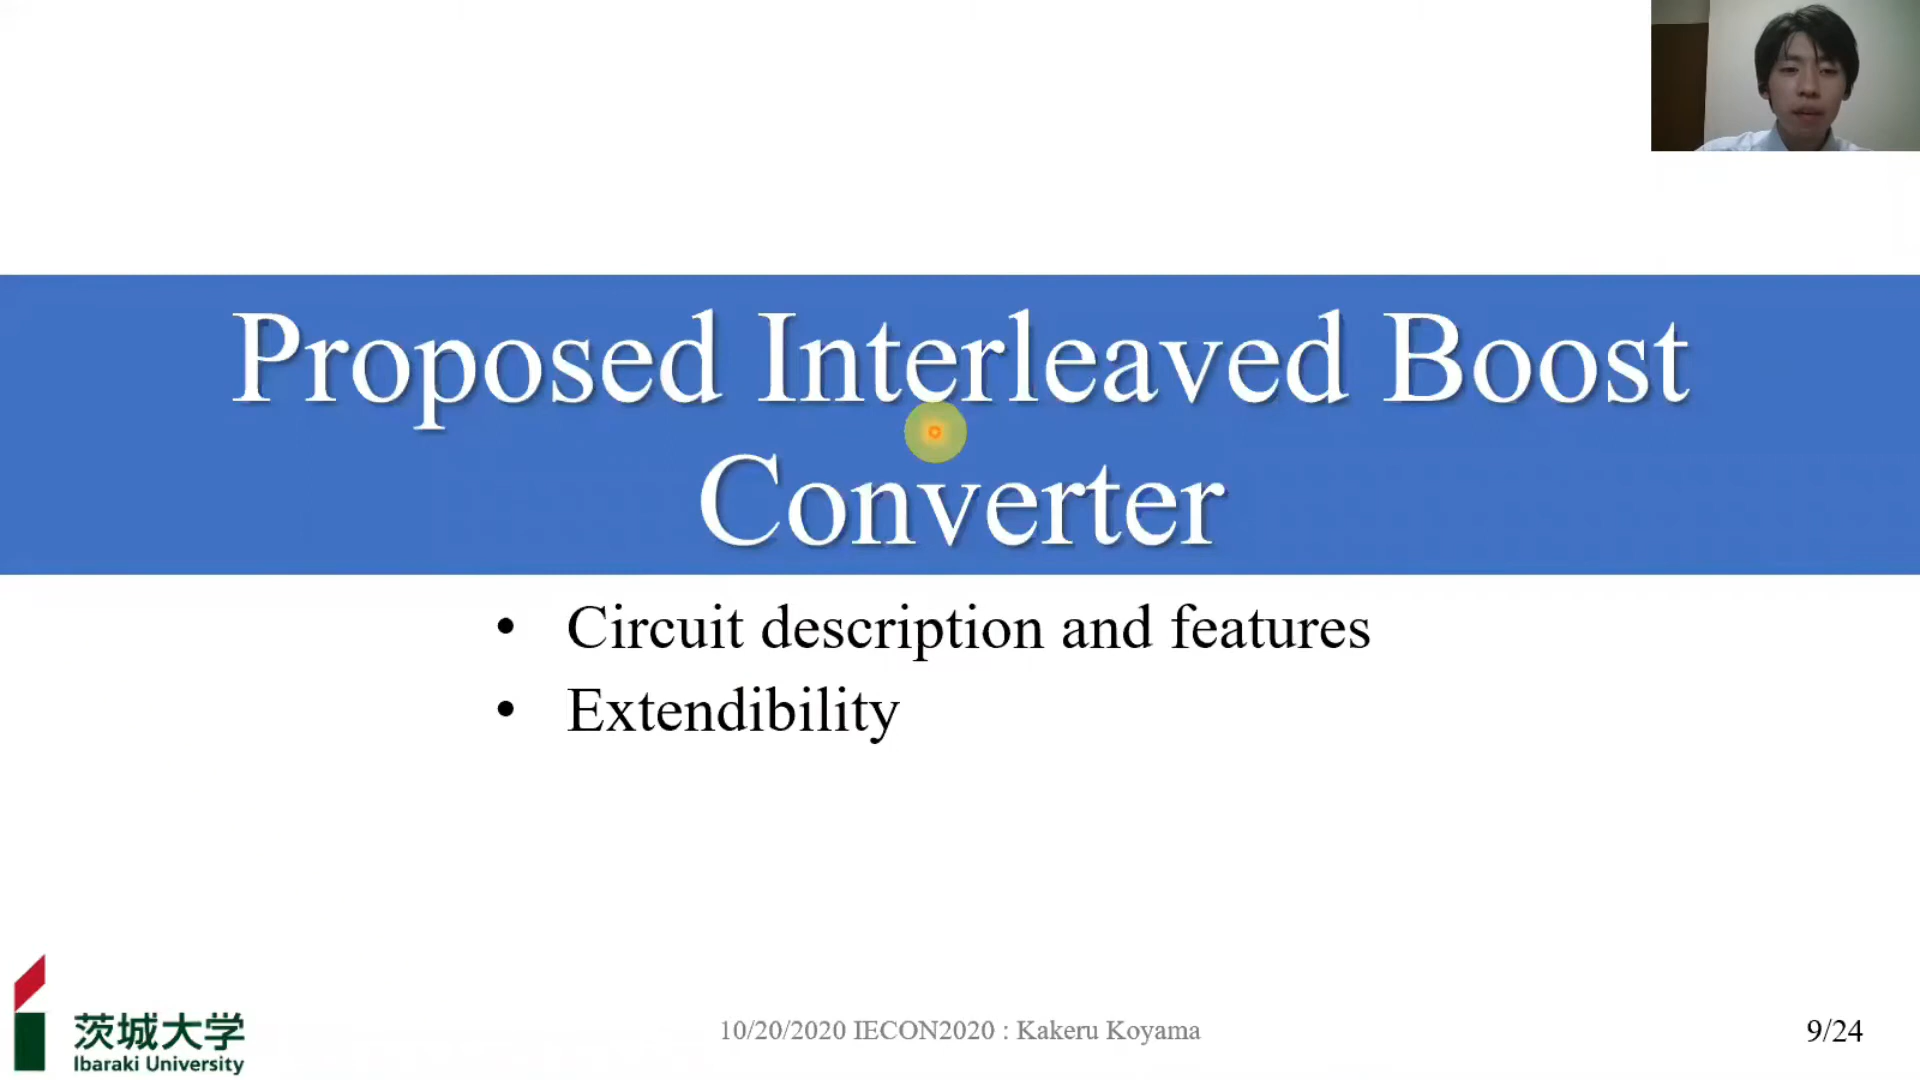 Proposed Interleaved Boost
Converter
• Circuit description and features
• Extendibility
茨城大学
Ibaraki University
10/20/2020 IECON2020 : Kakeru Koyama
9/24